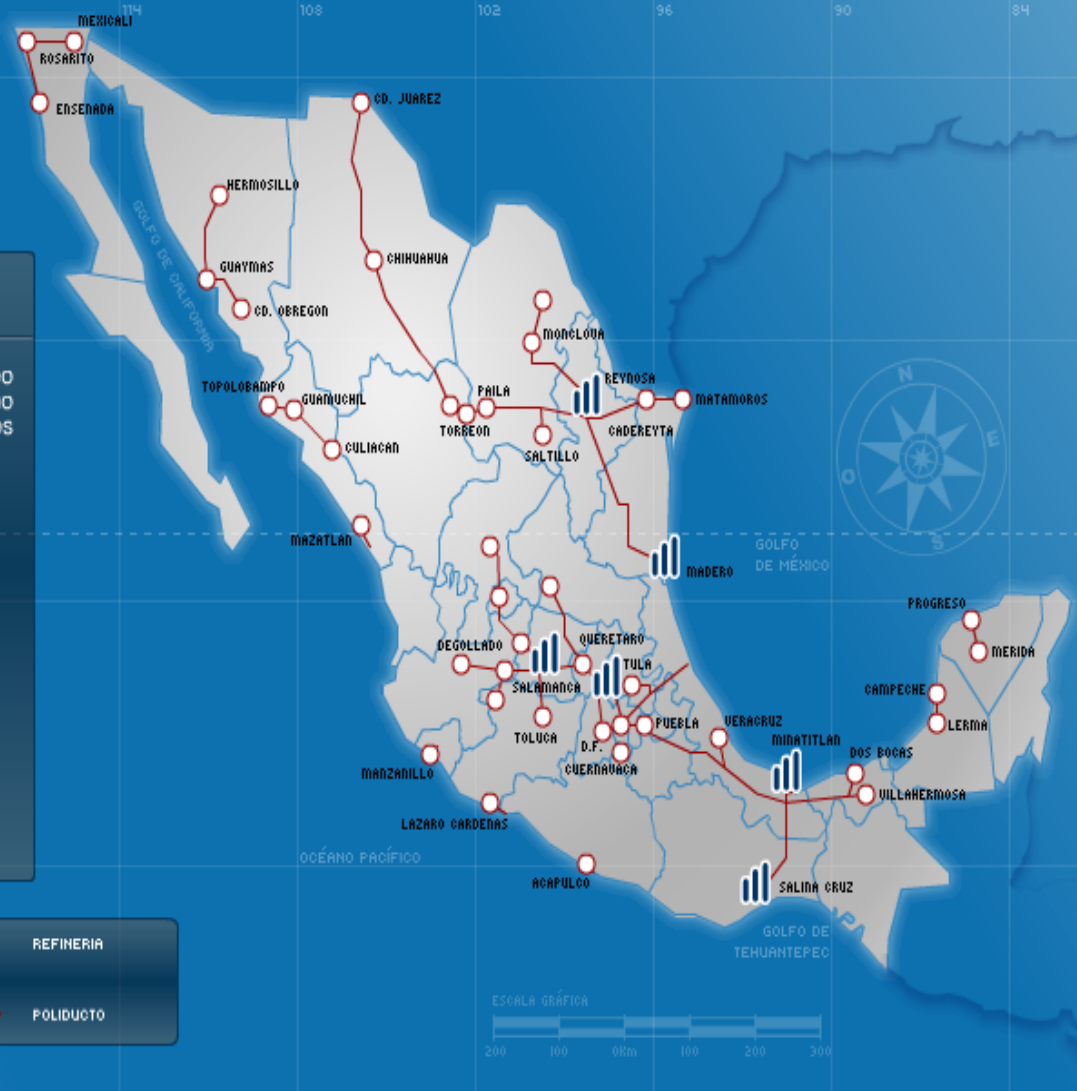 114
108
102
96
90
84
MEXICALI
ROSARITO
ENSENADA
CD. JUAREZ
HERMOSILLO
GOLFO DE CALIFORNIA
GUAYMAS
CHIHUAHUA
CD. OBREGON
MONCLOVA
TOPOLOBAMPO
GUAMUCHIL
PAILA
REYNOSA
MATAMOROS
TORREON
CADEREYTA
CULIACAN
SALTILLO
N
E
O
S
MAZATLAN
GOLFO
DE MÉXICO
MADERO
PROGRESO
MERIDA
DEGOLLADO
QUERETARO
TULA
SALAMANCA
CAMPECHE
LERMA
TOLUCA
D.F.
PUEBLA
VERACRUZ
MINATITLAN
DOS BOCAS
CUERNAVACA
MANZANILLO
VILLAHERMOSA
LAZARO CARDENAS
OCÉANO PACÍFICO
ACAPULCO
SALINA CRUZ
GOLFO DE
TEHUANTEPEC
REFINERIA
POLIDUCTO
ESCALA GRÁFICA
200 100 0Km 100 200 300